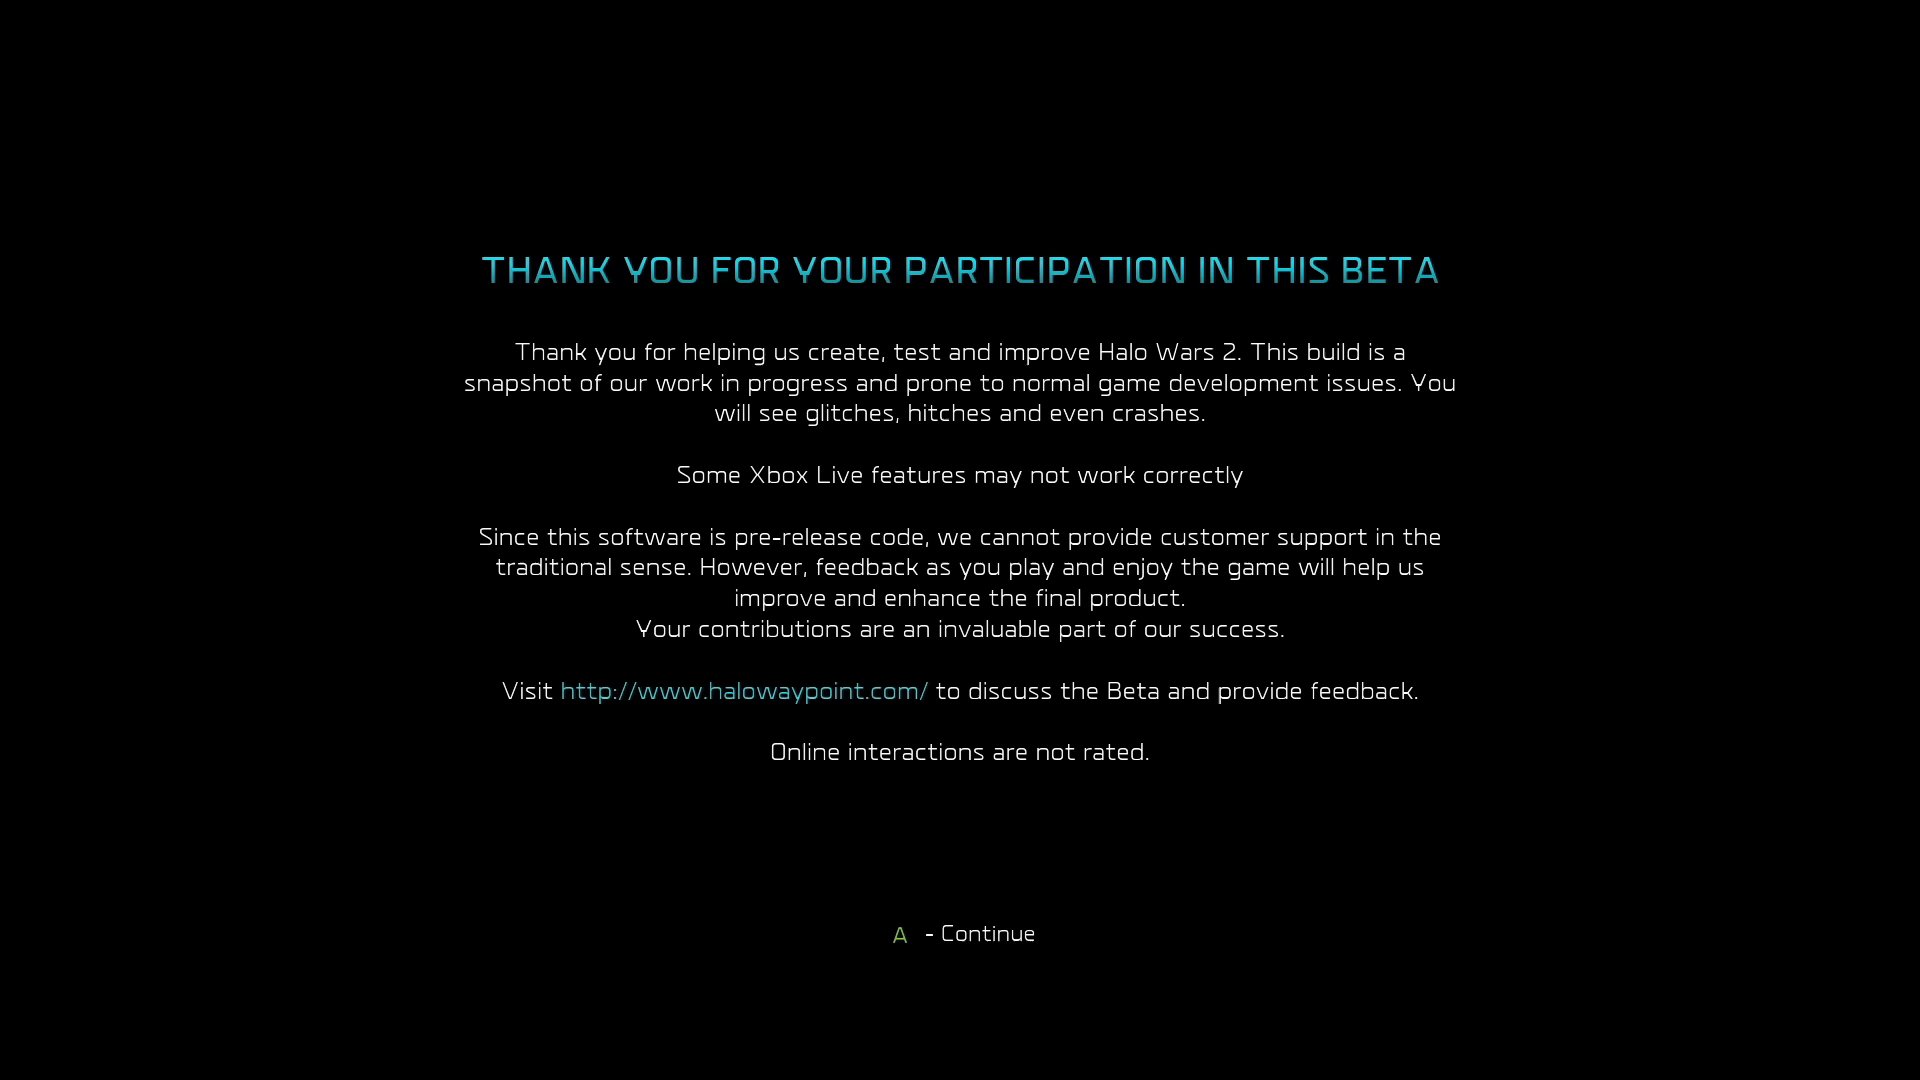 THANK YOU FOR YOUR PARTICIPATION IN THIS BETA
Thank you for helping us create, test and improve Halo Wars 2. This build is a
snapshot of our work in progress and prone to normal game development issues. You
will see glitches, hitches and even crashes.
Some Xbox Live features may not work correctly
Since this software is pre-release code, we cannot provide customer support in the
traditional sense. However, feedback as you play and enjoy the game will help us
improve and enhance the final product.
Your contributions are an invaluable part of our success.
Visit http://www.halowaypoint.com/ to discuss the Beta and provide feedback.
Online interactions are not rated.
A - Continue